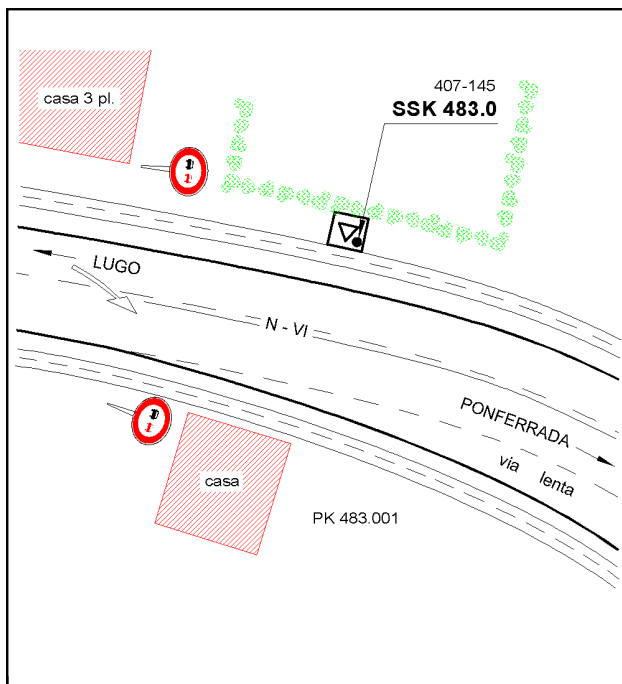 casa 3 pl.
407-145
SSK 483.0
LUGO
N - VI
PONFERRADA
via lenta
casa
PK 483.001